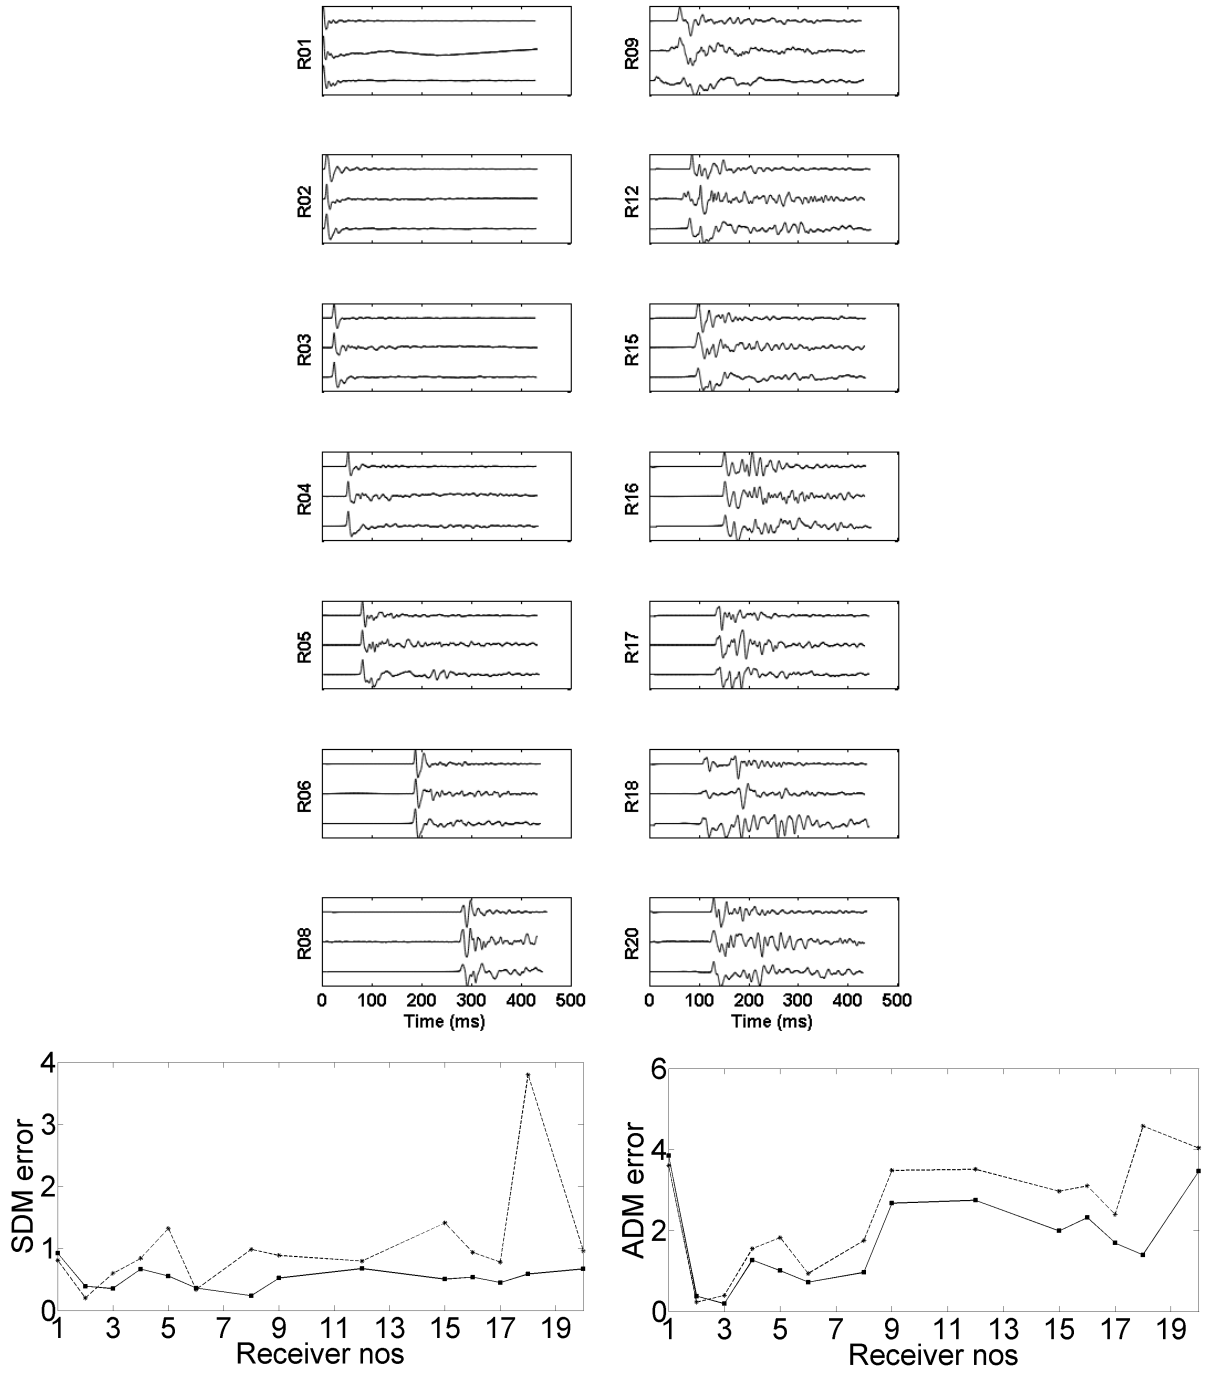 R01
R09
R02
R12
R03
R15
R04
R16
R05
R17
R06
R18
R08
R20
0 100 200 300 400 500
0 100 200 300 400 500
Time (ms)
Time (ms)
4
3
2
1
0
SDM error
1 3 5 7 9 11 13 15 17 19
Receiver nos
6
4
2
0
ADM error
1 3 5 7 9 11 13 15 17 19
Receiver nos